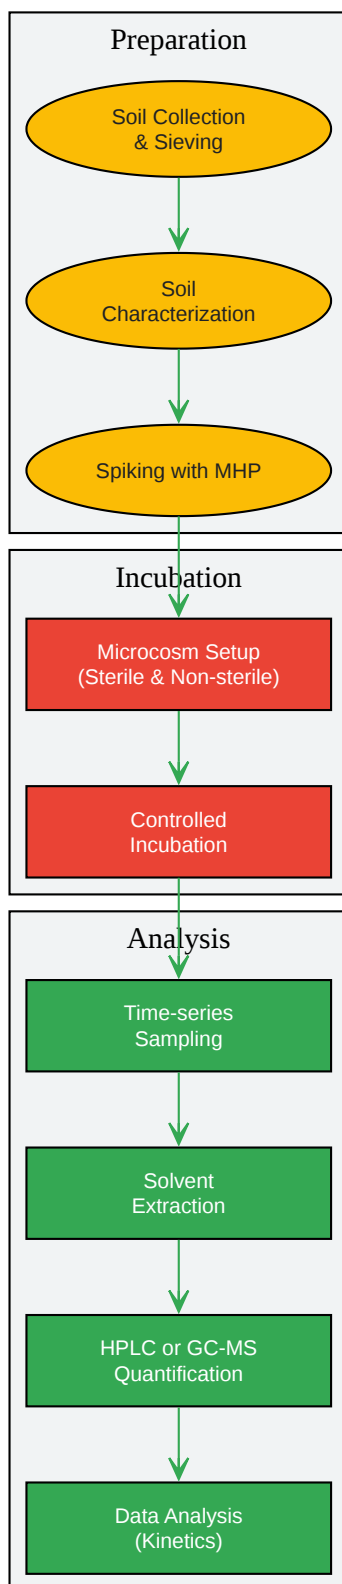 Preparation
Soil Collection
& Sieving
Soil
Characterization
Spiking with MHP
Incubation
Microcosm Setup
(Sterile & Non-sterile)
Controlled
Incubation
Analysis
Time-series
Sampling
Solvent
Extraction
HPLC or GC-MS
Quantification
Data Analysis
(Kinetics)